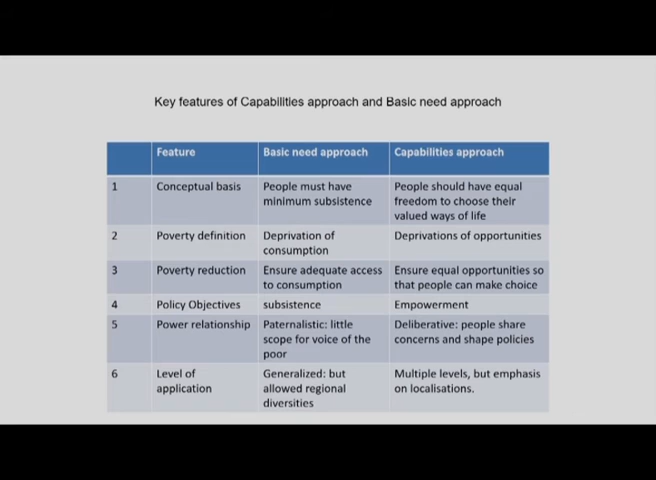 Key features of Capabilities approach and Basic need approach
Feature Basic need approach Capabilities approach
1 Conceptual basis People must have minimum subsistence People should have equal freedom to choose their valued ways of life
2 Poverty definition Deprivation of consumption Deprivations of opportunities
3 Poverty reduction Ensure adequate access to consumption Ensure equal opportunities so that people can make choice
4 Policy Objectives subsistence Empowerment
5 Power relationship Paternalistic: little scope for voice of the poor Deliberative: people share concerns and shape policies
6 Level of application Generalized: but allowed regional diversities Multiple levels, but emphasis on localisations.